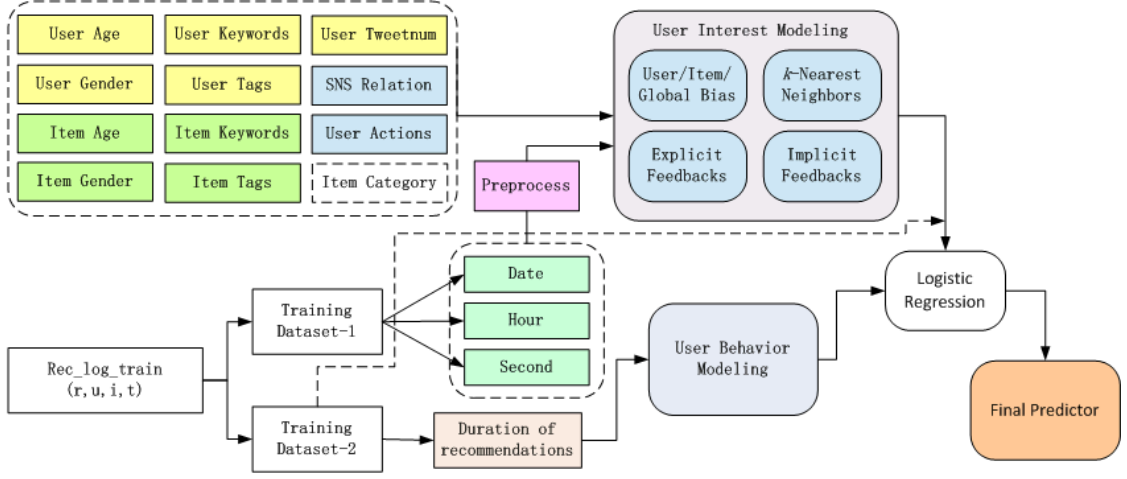 User Age
User Keywords
User Tweetnum
User Gender
User Tags
SNS Relation
Item Age
Item Keywords
User Actions
Item Gender
Item Tags
Item Category
User Interest Modeling
User/Item/
Global Bias
k-Nearest
Neighbors
Explicit
Feedbacks
Implicit
Feedbacks
Preprocess
Date
Hour
Second
Training
Dataset-1
Rec_log_train
(r,u,i,t)
Training
Dataset-2
Duration of
recommendations
User Behavior
Modeling
Logistic
Regression
Final Predictor